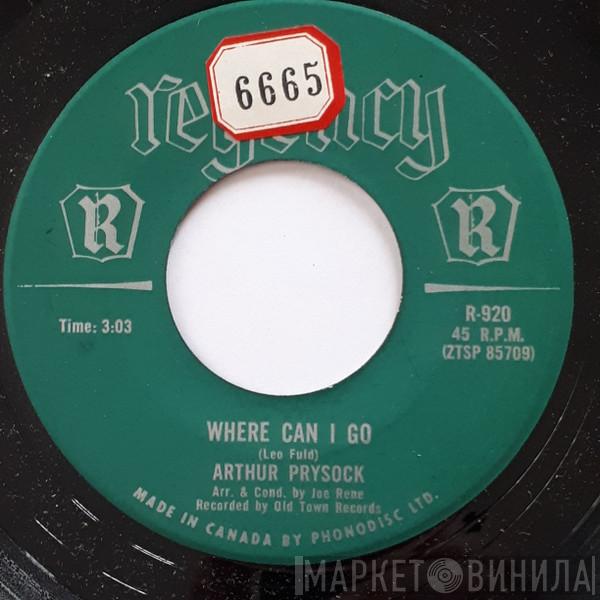 regency
6665
R
R
Time: 3:03
R-920
45 R.P.M.
(ZTSP 85709)
WHERE CAN I GO
(Leo Fuld)
ARTHUR PRYSOCK
Arr. & Cond. by Joe Rene
Recorded by Old Town Records
MADE IN CANADA BY PHONODISC LTD.
МАРКЕТ ВИНИЛА